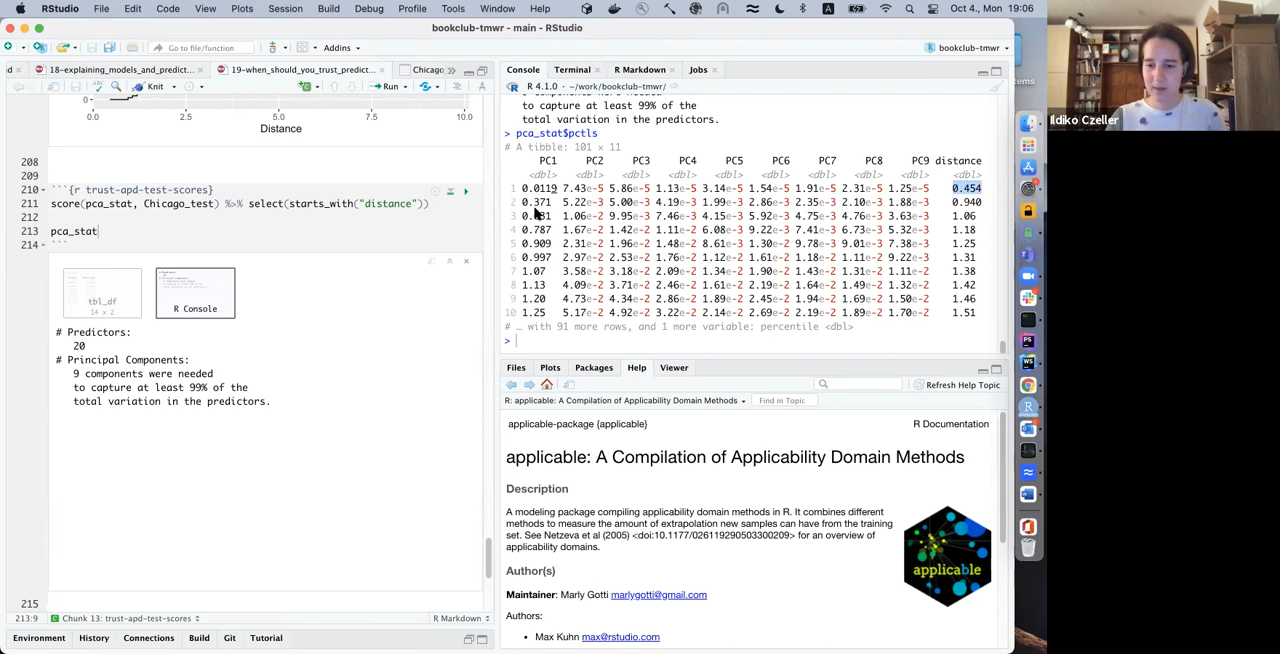 RStudio File Edit Code View Plots Session Build Debug Profile Tools Window Help A Oct 4., Mon 19:06
bookclub-tmwr - main - RStudio
Go to file/function Addins
bookclub-tmwr
18-explaining_models_and_predict... 19-when_should_you_trust_predict... Chicago
Knit Run
0
0.0 2.5 5.0 7.5 10.0
Distance
208
209
210 ```{r trust-apd-test-scores}
211 score(pca_stat, Chicago_test) %>% select(starts_with("distance"))
212
213 pca_stat
214 ```
tbl_df
14 x 2
R Console
# Predictors:
20
# Principal Components:
9 components were needed
to capture at least 99% of the
total variation in the predictors.
215
213:9 Chunk 13: trust-apd-test-scores R Markdown
Environment History Connections Build Git Tutorial
Console Terminal R Markdown Jobs
R 4.1.0 · ~/work/bookclub-tmwr/
to capture at least 99% of the
total variation in the predictors.
> pca_stat$pctls
# A tibble: 101 × 11
PC1 PC2 PC3 PC4 PC5 PC6 PC7 PC8 PC9 distance
<dbl> <dbl> <dbl> <dbl> <dbl> <dbl> <dbl> <dbl> <dbl> <dbl>
1 0.0119 7.43e-5 5.86e-5 1.13e-5 3.14e-5 1.54e-5 1.91e-5 2.31e-5 1.25e-5 0.454
2 0.371 5.22e-3 5.00e-3 4.19e-3 1.99e-3 2.86e-3 2.35e-3 2.10e-3 1.88e-3 0.940
3 1.06e-2 9.95e-3 7.46e-3 4.15e-3 5.92e-3 4.75e-3 4.76e-3 3.63e-3 1.06
4 0.787 1.67e-2 1.42e-2 1.11e-2 6.08e-3 9.22e-3 7.41e-3 6.73e-3 5.32e-3 1.18
5 0.909 2.31e-2 1.96e-2 1.48e-2 8.61e-3 1.30e-2 9.78e-3 9.01e-3 7.38e-3 1.25
6 0.997 2.97e-2 2.53e-2 1.76e-2 1.12e-2 1.61e-2 1.18e-2 1.11e-2 9.22e-3 1.31
7 1.07 3.58e-2 3.18e-2 2.09e-2 1.34e-2 1.90e-2 1.43e-2 1.31e-2 1.11e-2 1.38
8 1.13 4.09e-2 3.71e-2 2.46e-2 1.61e-2 2.19e-2 1.64e-2 1.49e-2 1.32e-2 1.42
9 1.20 4.73e-2 4.34e-2 2.86e-2 1.89e-2 2.45e-2 1.94e-2 1.69e-2 1.50e-2 1.46
10 1.25 5.17e-2 4.92e-2 3.22e-2 2.14e-2 2.69e-2 2.19e-2 1.89e-2 1.70e-2 1.51
# … with 91 more rows, and 1 more variable: percentile <dbl>
>
Files Plots Packages Help Viewer
Refresh Help Topic
R: applicable: A Compilation of Applicability Domain Methods Find in Topic
applicable-package {applicable} R Documentation
applicable: A Compilation of Applicability Domain Methods
Description
A modeling package compiling applicability domain methods in R. It combines different
methods to measure the amount of extrapolation new samples can have from the training
set. See Netzeva et al (2005) <doi:10.1177/026119290503300209> for an overview of
applicability domains.
applicable
Author(s)
Maintainer: Marly Gotti marlygotti@gmail.com
Authors:
• Max Kuhn max@rstudio.com
Ildiko Czeller